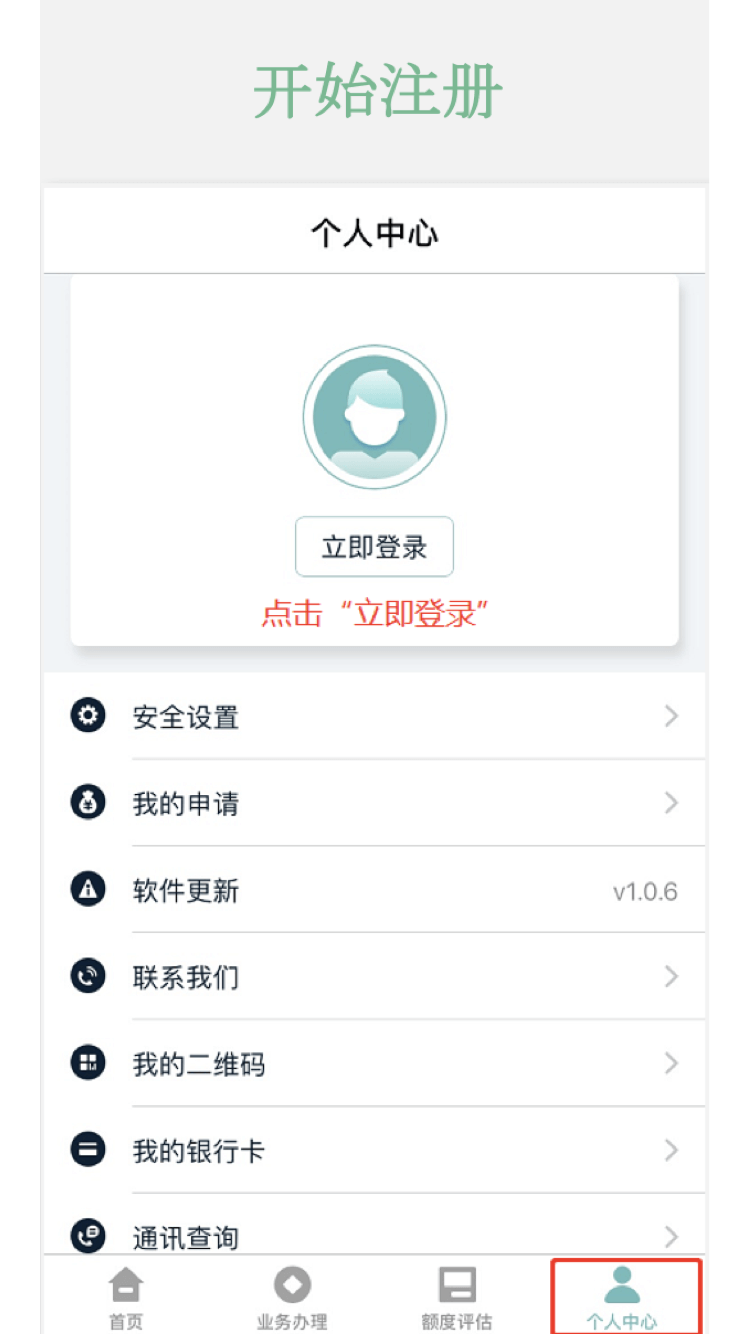 开始注册
个人中心
立即登录
点击“立即登录”
安全设置
我的申请
软件更新 v1.0.6
联系我们
我的二维码
我的银行卡
通讯查询
首页 业务办理 额度评估 个人中心